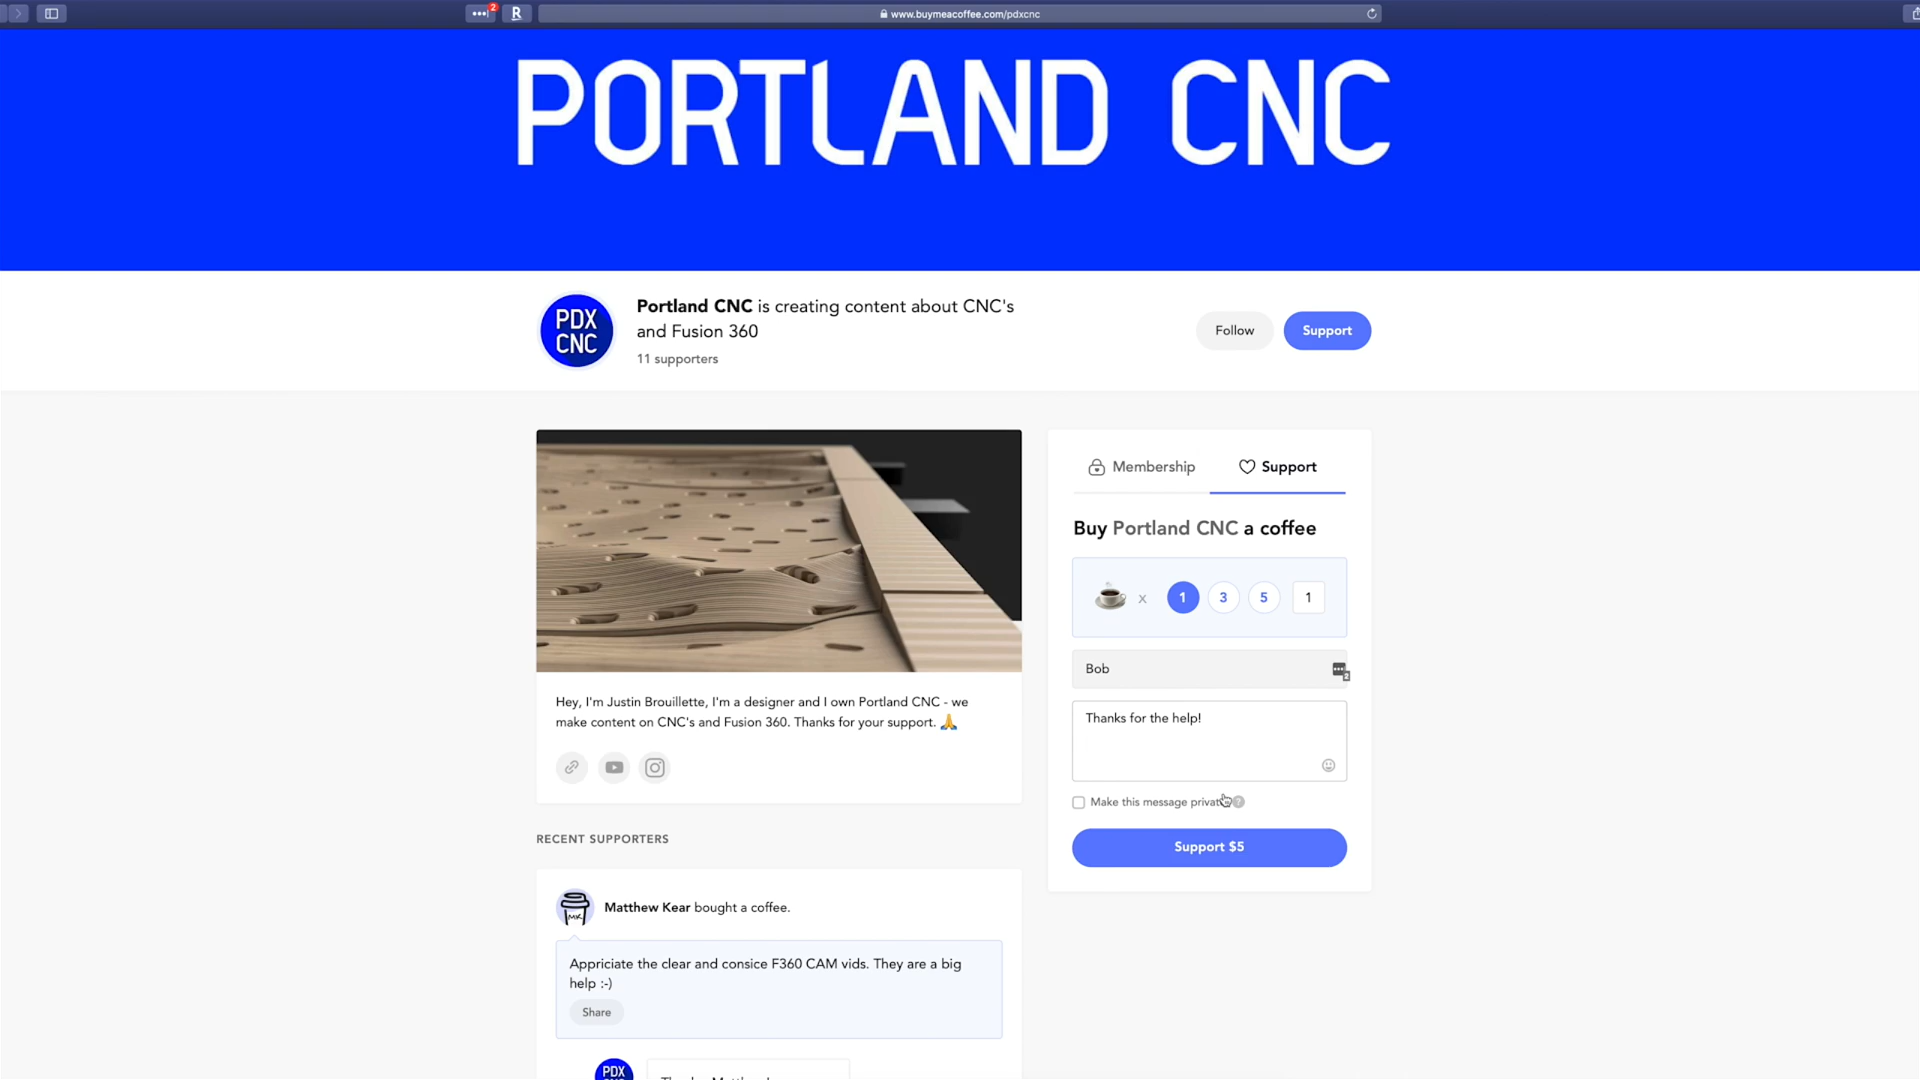 2
R
www.buymeacoffee.com/pdxcnc
PORTLAND CNC
PDX
CNC
Portland CNC is creating content about CNC's
and Fusion 360
11 supporters
Follow
Support
Membership
Support
Buy Portland CNC a coffee
x
1
3
5
1
Bob
2
Thanks for the help!
Make this message private
?
Support $5
Hey, I'm Justin Brouillette, I'm a designer and I own Portland CNC - we
make content on CNC's and Fusion 360. Thanks for your support. 🙏
RECENT SUPPORTERS
MK
Matthew Kear bought a coffee.
Appriciate the clear and consice F360 CAM vids. They are a big
help :-)
Share
PDX